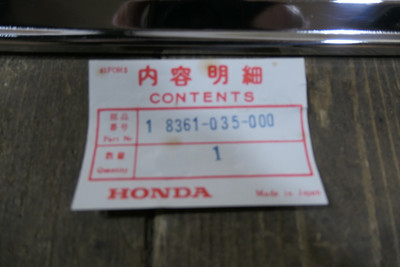 内容明細
CONTENTS
部品番号 Part No. 1 8361-035-000
数量 Quantity 1
HONDA Made in Japan